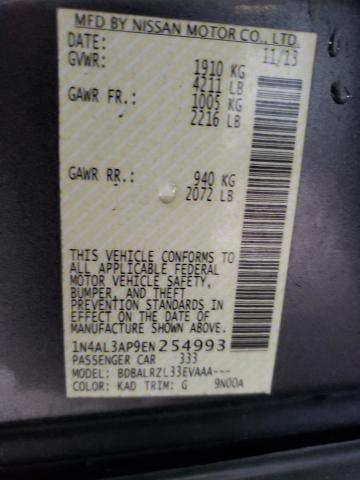 MFD BY NISSAN MOTOR CO., LTD.
DATE: 11/13
GVWR: 1910 KG
4211 LB
GAWR FR.: 1005 KG
2216 LB
GAWR RR.: 940 KG
2072 LB
THIS VEHICLE CONFORMS TO
ALL APPLICABLE FEDERAL
MOTOR VEHICLE SAFETY,
BUMPER, AND THEFT
PREVENTION STANDARDS IN
EFFECT ON THE DATE OF
MANUFACTURE SHOWN ABOVE.
1N4AL3AP9EN254993
PASSENGER CAR 333
MODEL: BDBALRZL33EVAAA---
COLOR: KAD TRIM: G 9N00A